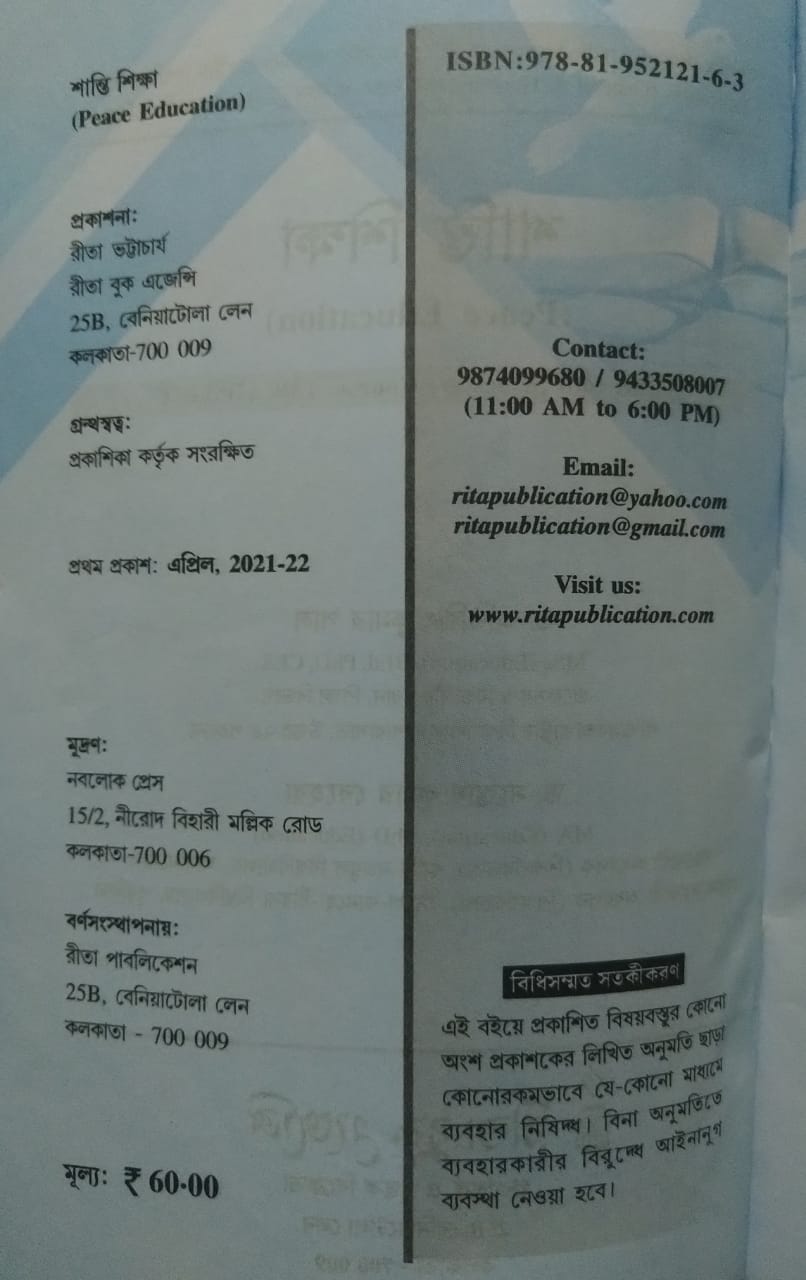 শান্তি শিক্ষা
(Peace Education)
প্রকাশনা:
রীতা ভট্টাচার্য
রীতা বুক এজেন্সি
25B, বেনিয়াটোলা লেন
কলকাতা-700 009
গ্রন্থস্বত্ব:
প্রকাশিকা কর্তৃক সংরক্ষিত
প্রথম প্রকাশ: এপ্রিল, 2021-22
মুদ্রণ:
নবলোক প্রেস
15/2, নীরোদ বিহারী মল্লিক রোড
কলকাতা-700 006
বর্ণসংস্থাপনায়:
রীতা পাবলিকেশন
25B, বেনিয়াটোলা লেন
কলকাতা - 700 009
মূল্য: ₹ 60·00
ISBN:978-81-952121-6-3
Contact:
9874099680 / 9433508007
(11:00 AM to 6:00 PM)
Email:
ritapublication@yahoo.com
ritapublication@gmail.com
Visit us:
www.ritapublication.com
বিধিসম্মত সতর্কীকরণ
এই বইয়ে প্রকাশিত বিষয়বস্তুর কোনো
অংশ প্রকাশকের লিখিত অনুমতি ছাড়া
কোনোরকমভাবে যে-কোনো মাধ্যমে
ব্যবহার নিষিদ্ধ। বিনা অনুমতিতে
ব্যবহারকারীর বিরুদ্ধে আইনানুগ
ব্যবস্থা নেওয়া হবে।